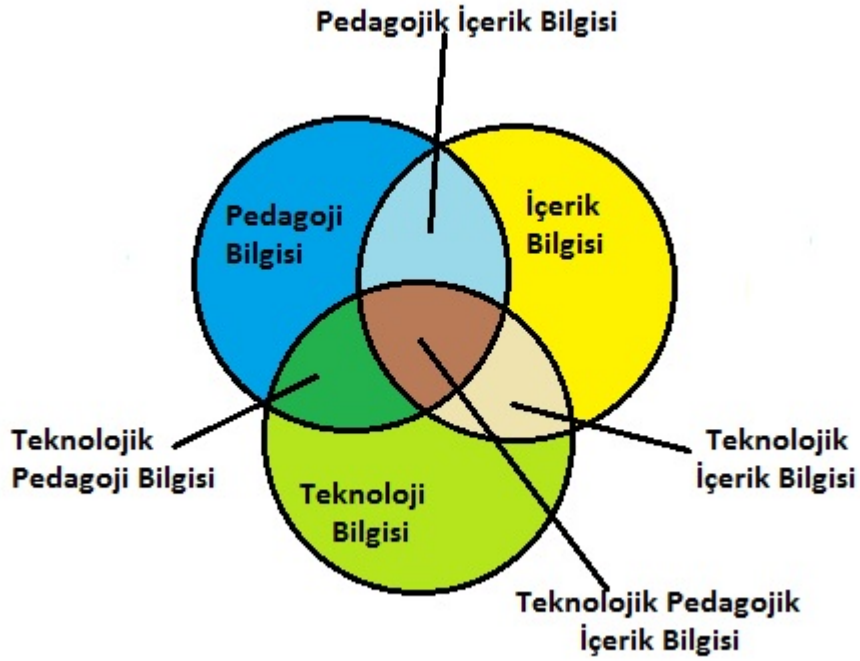 Pedagojik İçerik Bilgisi
Pedagoji
Bilgisi
İçerik
Bilgisi
Teknolojik
Pedagoji Bilgisi
Teknolojik
İçerik Bilgisi
Teknoloji
Bilgisi
Teknolojik Pedagojik
İçerik Bilgisi